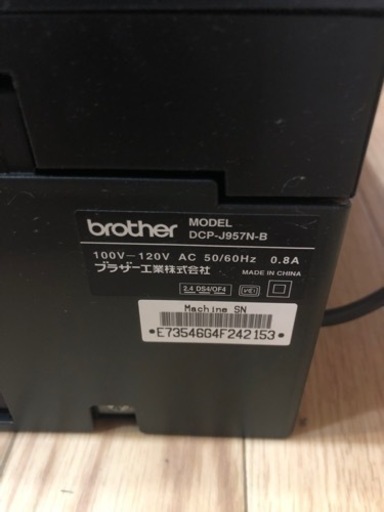 brother MODEL
DCP-J957N-B
100V－120V AC 50/60Hz 0.8A
ブラザー工業株式会社 MADE IN CHINA
2.4 DS4/OF4 VCI
Machine SN
*E73546G4F242153*